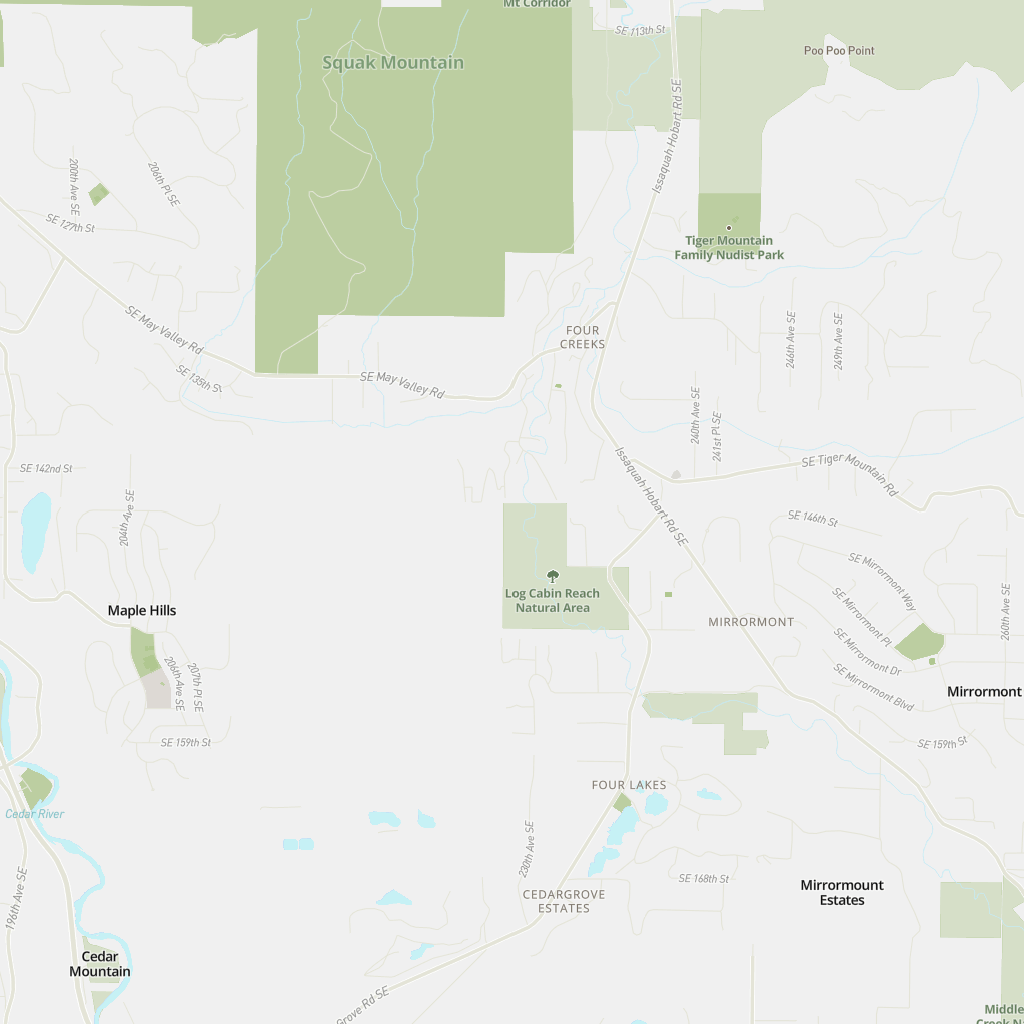 Mt Corridor
SE 113th St
Poo Poo Point
Squak Mountain
Issaquah Hobart Rd SE
200th Ave SE
206th Pl SE
SE 127th St
Tiger Mountain
Family Nudist Park
SE May Valley Rd
FOUR
CREEKS
246th Ave SE
249th Ave SE
SE 135th St
SE May Valley Rd
240th Ave SE
241st Pl SE
SE 142nd St
SE Tiger Mountain Rd
Issaquah Hobart Rd SE
204th Ave SE
SE 146th St
SE Mirrormont Way
Log Cabin Reach
Natural Area
Maple Hills
SE Mirrormont Pl
260th Ave SE
MIRRORMONT
SE Mirrormont Dr
206th Ave SE
207th Pl SE
SE Mirrormont Blvd
Mirrormont
SE 159th St
SE 159th St
FOUR LAKES
Cedar River
230th Ave SE
196th Ave SE
SE 168th St
Mirrormount
Estates
CEDARGROVE
ESTATES
Cedar
Mountain
Grove Rd SE
Middle